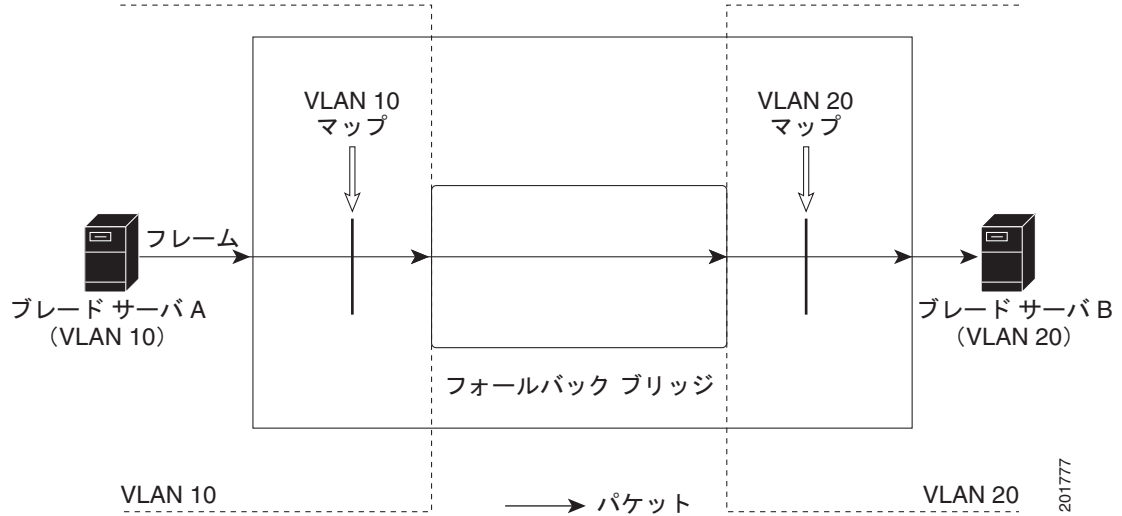 VLAN 10
マップ
VLAN 20
マップ
フレーム
ブレード サーバ A
（VLAN 10）
ブレード サーバ B
（VLAN 20）
フォールバック ブリッジ
VLAN 10
パケット
VLAN 20
201777